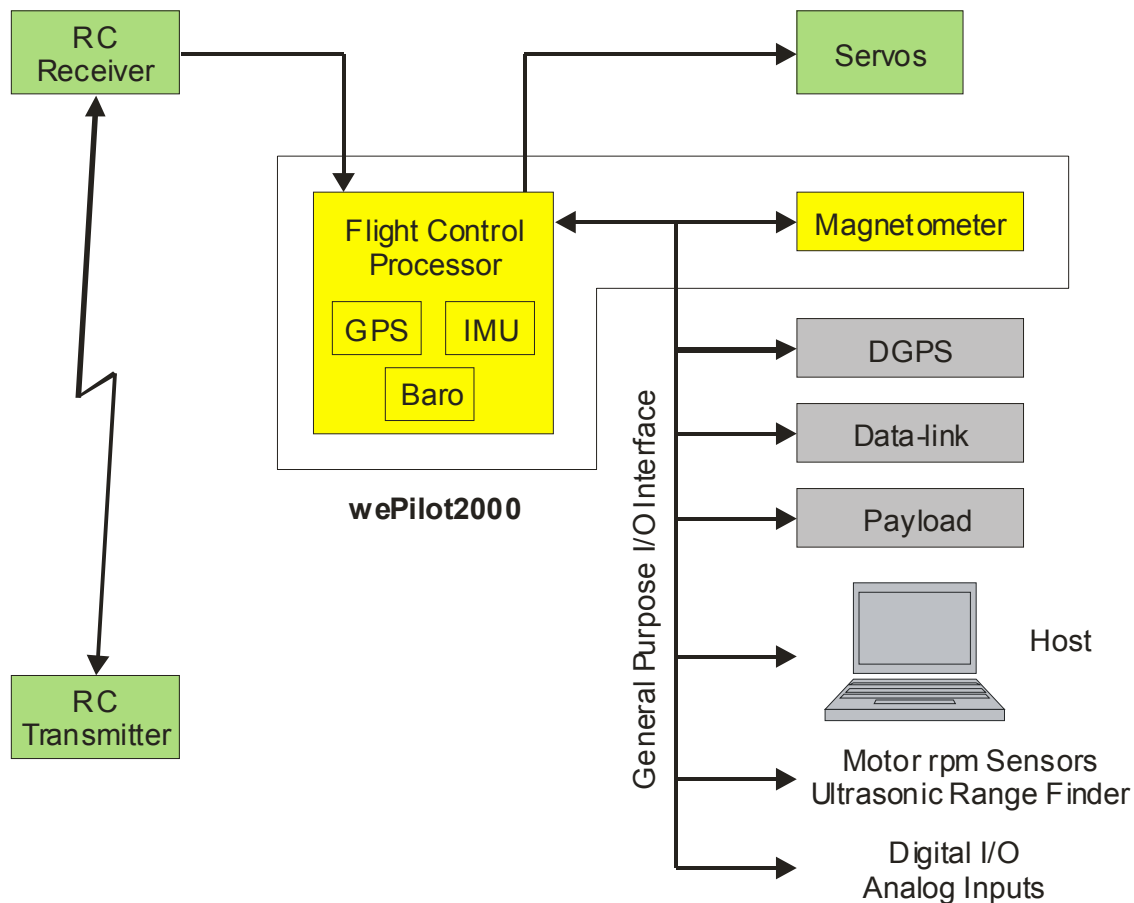 RC
Receiver
Servos
Flight Control
Processor
GPS
IMU
Baro
Magnetometer
wePilot2000
General Purpose I/O Interface
DGPS
Data-link
Payload
Host
RC
Transmitter
Motor rpm Sensors
Ultrasonic Range Finder
Digital I/O
Analog Inputs